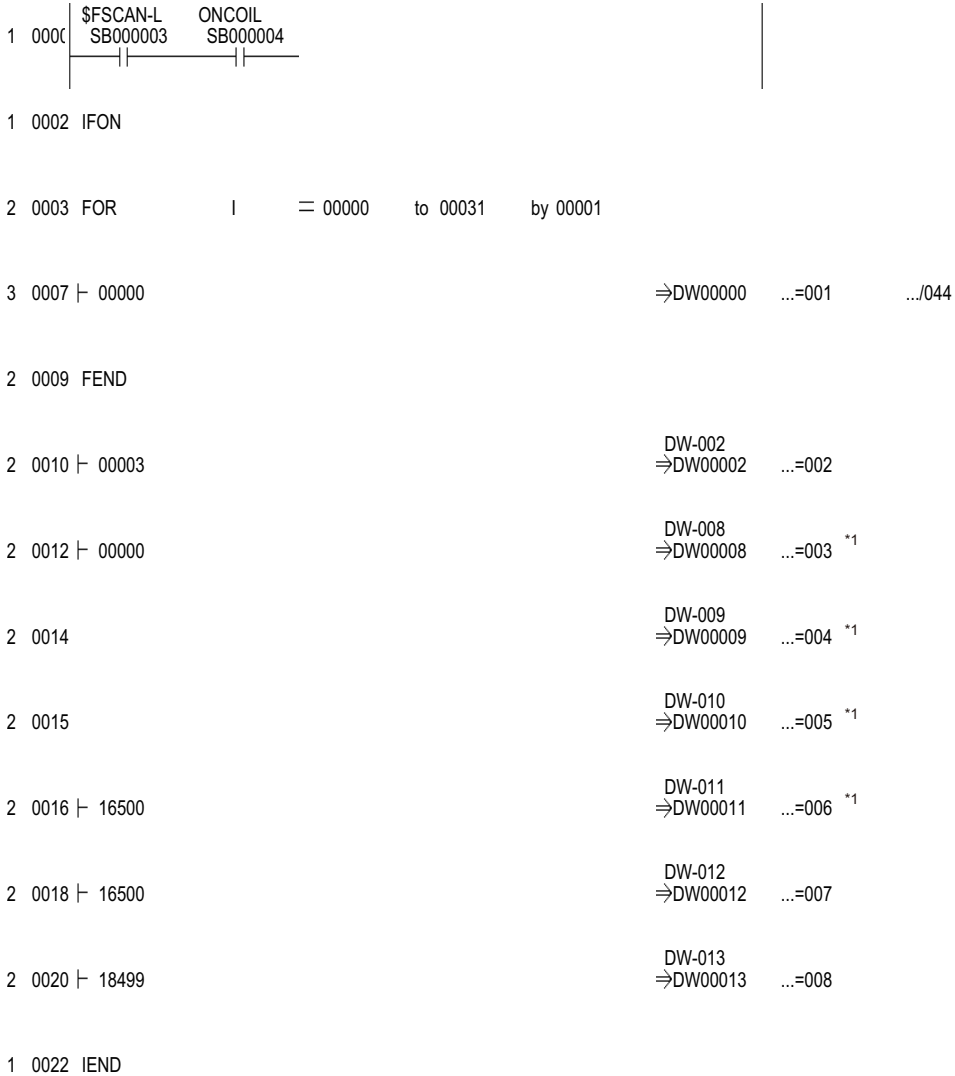 $FSCAN-L ONCOIL
1 0000 SB000003 SB000004
1 0002 IFON
2 0003 FOR I = 00000 to 00031 by 00001
3 0007 ├ 00000 ⇒DW00000 ...=001 .../044
2 0009 FEND
DW-002
2 0010 ├ 00003 ⇒DW00002 ...=002
DW-008
2 0012 ├ 00000 ⇒DW00008 ...=003 *1
DW-009
2 0014 ⇒DW00009 ...=004 *1
DW-010
2 0015 ⇒DW00010 ...=005 *1
DW-011
2 0016 ├ 16500 ⇒DW00011 ...=006 *1
DW-012
2 0018 ├ 16500 ⇒DW00012 ...=007
DW-013
2 0020 ├ 18499 ⇒DW00013 ...=008
1 0022 IEND